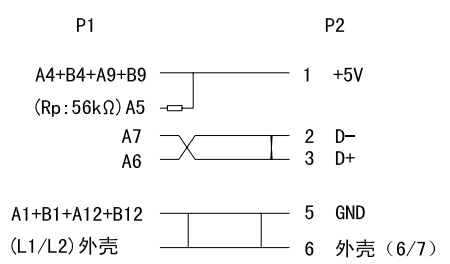 P1 P2
A4+B4+A9+B9 1 +5V
(Rp:56kΩ) A5
A7 2 D-
A6 3 D+
A1+B1+A12+B12 5 GND
(L1/L2) 外壳 6 外壳（6/7）